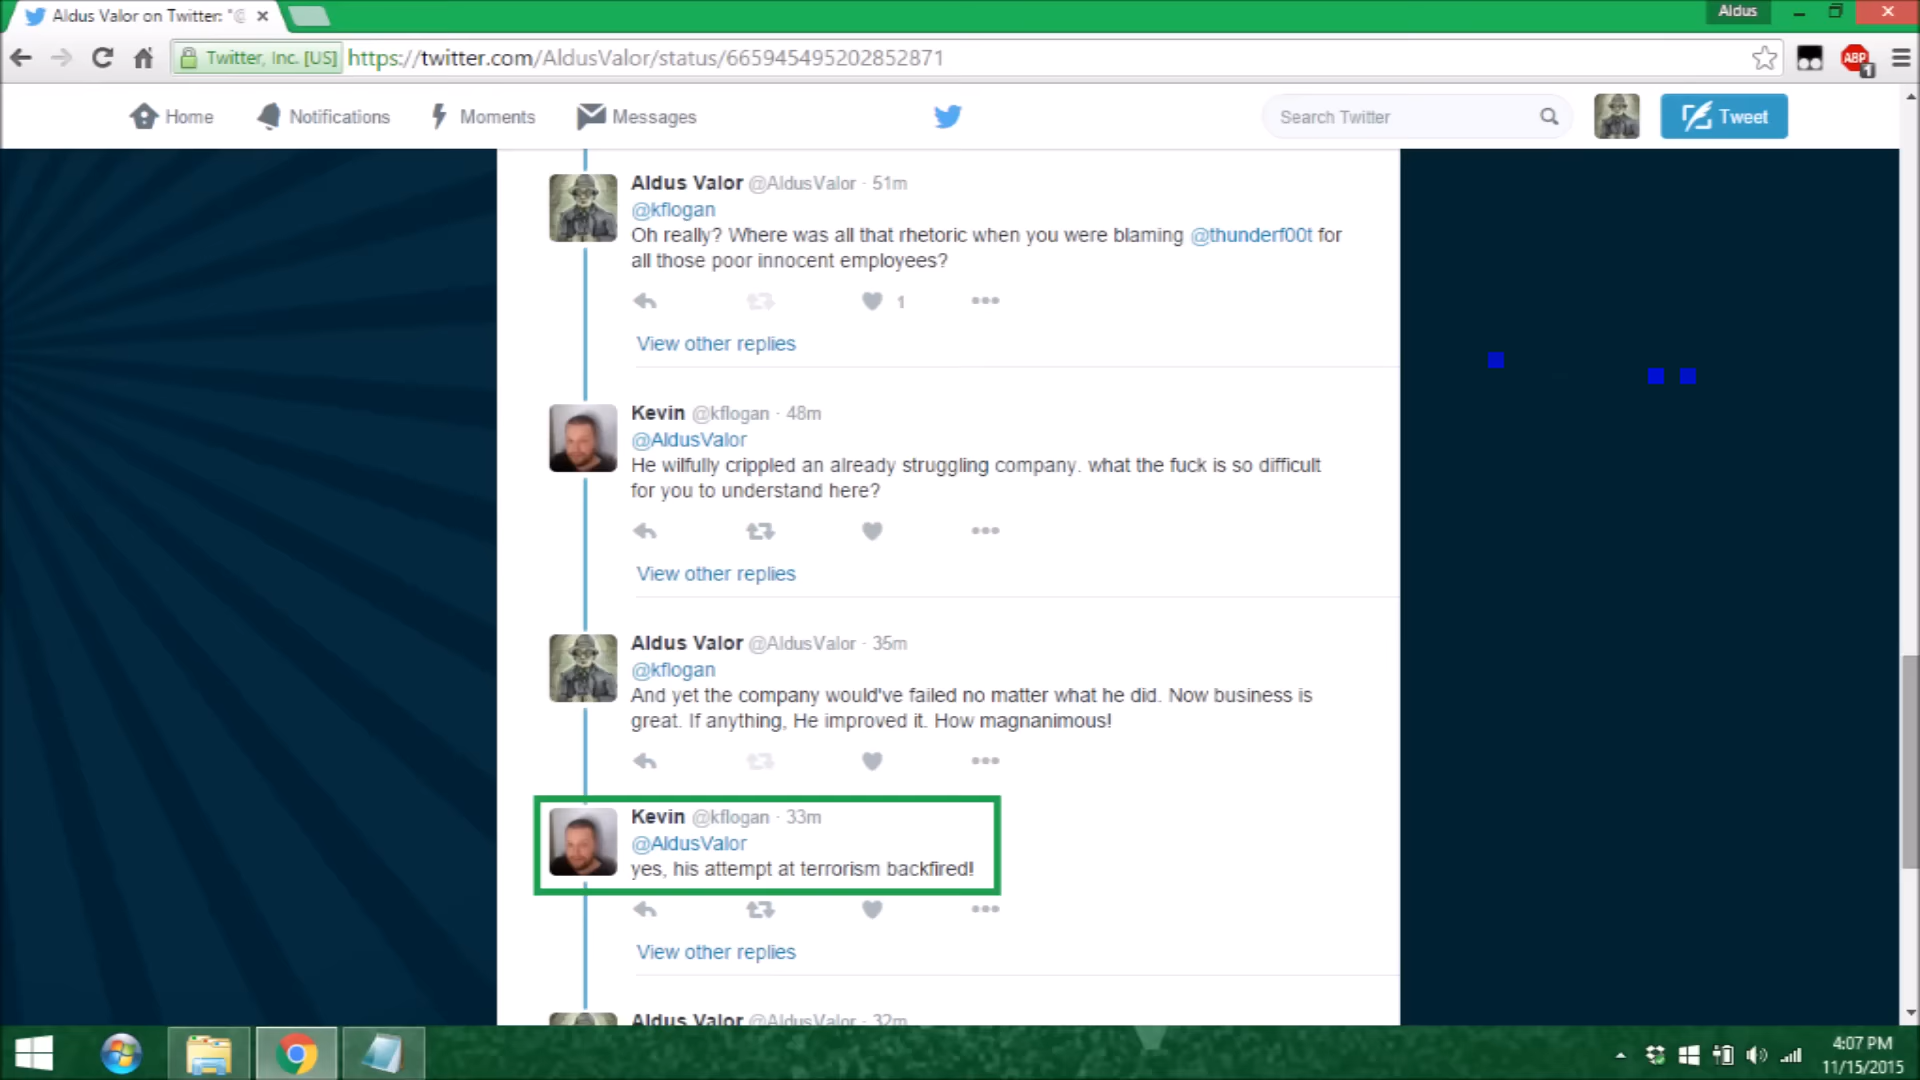 Aldus Valor on Twitter: "@
Aldus
Twitter, Inc. [US]
https://twitter.com/AldusValor/status/665945495202852871
ABP
1
Home
Notifications
Moments
Messages
Search Twitter
Tweet
Aldus Valor @AldusValor · 51m
@kflogan
Oh really? Where was all that rhetoric when you were blaming @thunderf00t for
all those poor innocent employees?
1
View other replies
Kevin @kflogan · 48m
@AldusValor
He wilfully crippled an already struggling company. what the fuck is so difficult
for you to understand here?
View other replies
Aldus Valor @AldusValor · 35m
@kflogan
And yet the company would've failed no matter what he did. Now business is
great. If anything, He improved it. How magnanimous!
Kevin @kflogan · 33m
@AldusValor
yes, his attempt at terrorism backfired!
View other replies
Aldus Valor @AldusValor · 32m
4:07 PM
11/15/2015